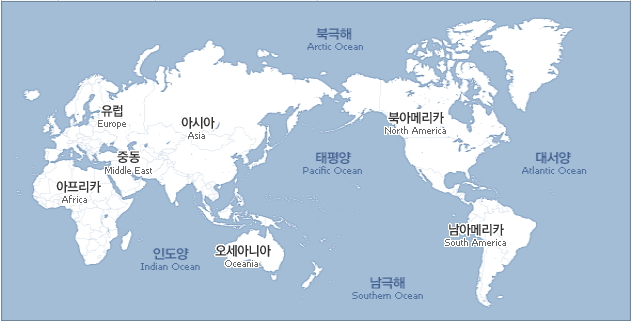 북극해
Arctic Ocean
유럽
Europe
아시아
Asia
북아메리카
North America
중동
Middle East
태평양
Pacific Ocean
대서양
Atlantic Ocean
아프리카
Africa
남아메리카
South America
인도양
Indian Ocean
오세아니아
Oceania
남극해
Southern Ocean